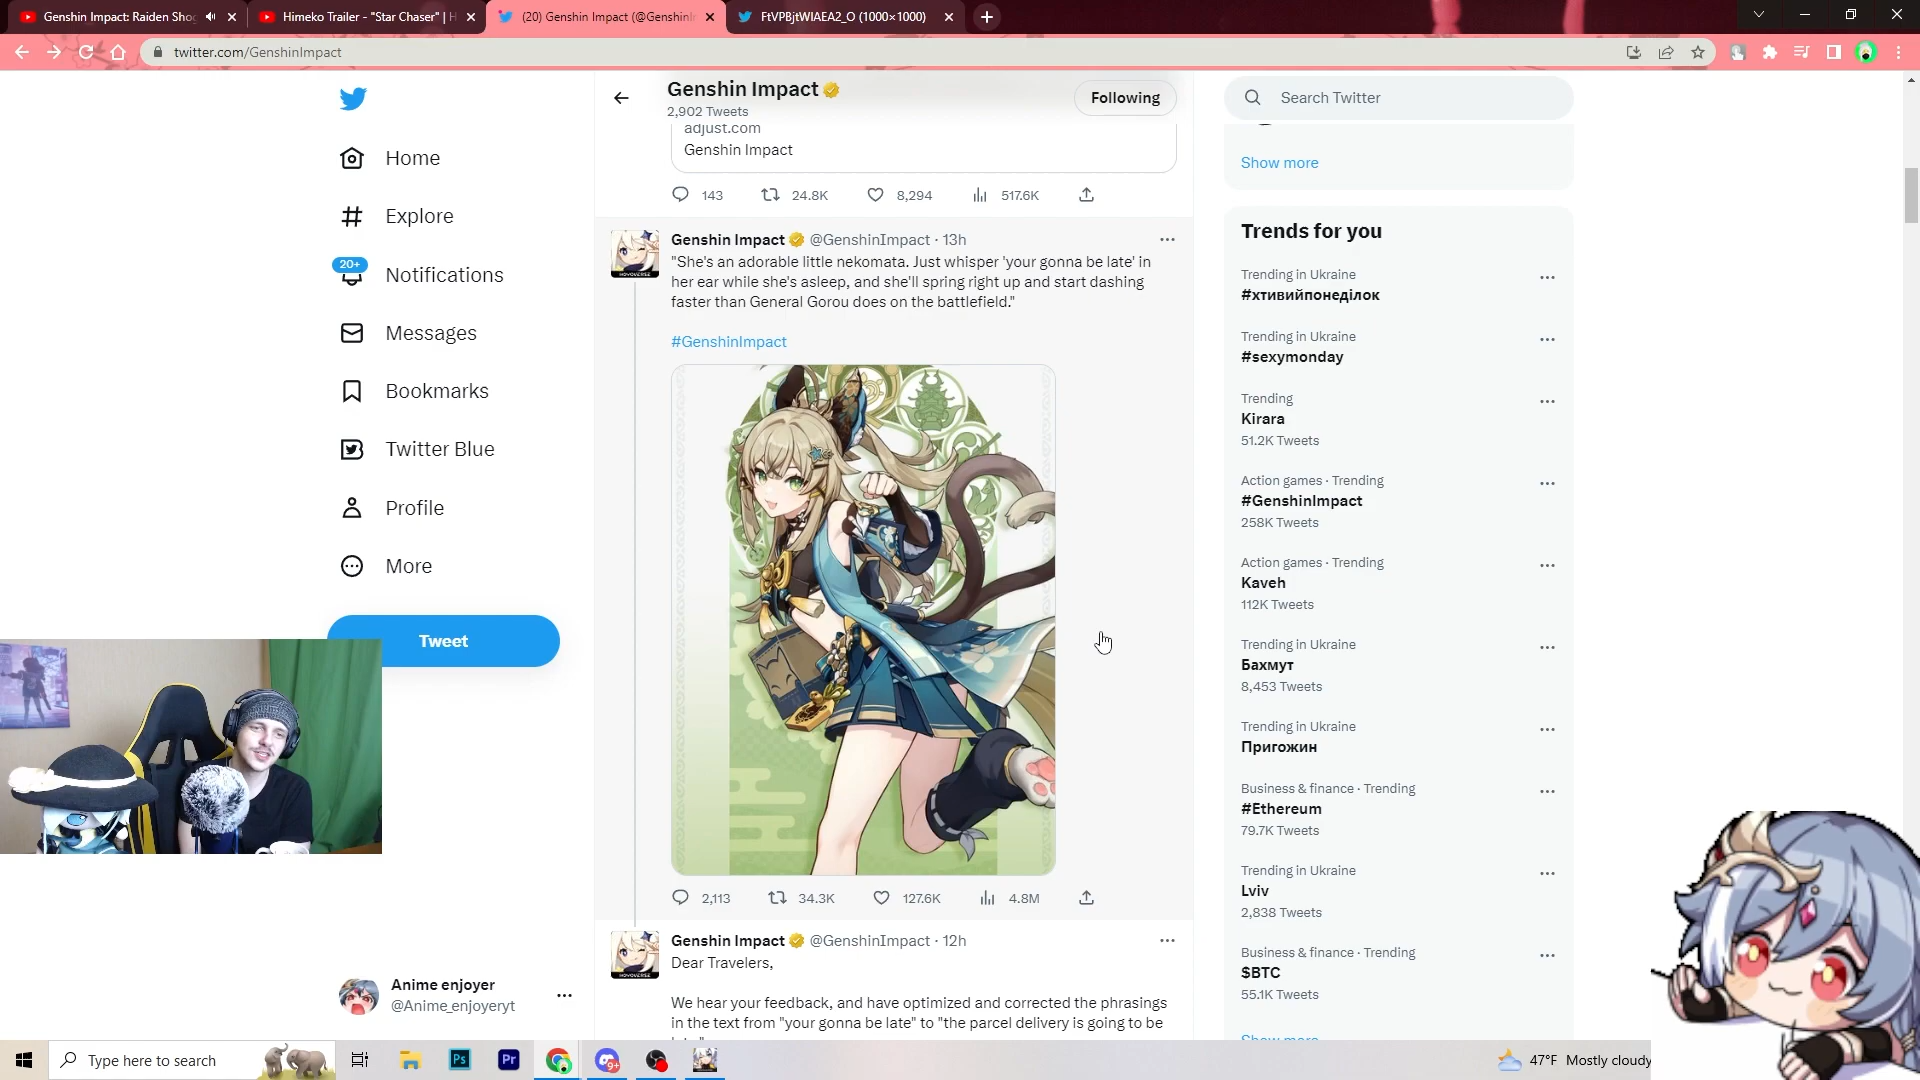 Genshin Impact: Raiden Shog
Himeko Trailer - "Star Chaser" | H
(20) Genshin Impact (@GenshinIn
FtVPBjtWIAEA2_O (1000×1000)
twitter.com/GenshinImpact
Home
Explore
20+
Notifications
Messages
Bookmarks
Twitter Blue
Profile
More
Tweet
Anime enjoyer
@Anime_enjoyeryt
Genshin Impact
2,902 Tweets
Following
adjust.com
Genshin Impact
143 24.8K 8,294 517.6K
Genshin Impact @GenshinImpact · 13h
"She's an adorable little nekomata. Just whisper 'your gonna be late' in
her ear while she's asleep, and she'll spring right up and start dashing
faster than General Gorou does on the battlefield."
#GenshinImpact
2,113 34.3K 127.6K 4.8M
Genshin Impact @GenshinImpact · 12h
Dear Travelers,
We hear your feedback, and have optimized and corrected the phrasings
in the text from "your gonna be late" to "the parcel delivery is going to be
Search Twitter
Show more
Trends for you
Trending in Ukraine
#хтивийпонеділок
Trending in Ukraine
#sexymonday
Trending
Kirara
51.2K Tweets
Action games · Trending
#GenshinImpact
258K Tweets
Action games · Trending
Kaveh
112K Tweets
Trending in Ukraine
Бахмут
8,453 Tweets
Trending in Ukraine
Пригожин
Business & finance · Trending
#Ethereum
79.7K Tweets
Trending in Ukraine
Lviv
2,838 Tweets
Business & finance · Trending
$BTC
55.1K Tweets
Show more
Type here to search
Ps
Pr
9+
47°F Mostly cloudy